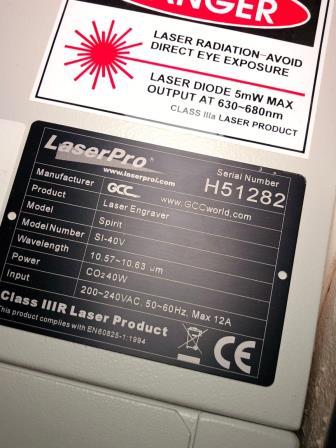 DANGER
LASER RADIATION-AVOID
DIRECT EYE EXPOSURE
LASER DIODE 5mW MAX
OUTPUT AT 630~680nm
CLASS IIIa LASER PRODUCT
LaserPro®
www.laserproi.com
Serial Number
H51282
Manufacturer GCC www.GCCworld.com
Product Laser Engraver
Model Spirit
Model Number SI-40V
Wavelength 10.57~10.63 um
Power CO2 40W
Input 200~240VAC, 50~60Hz, Max 12A
Class IIIR Laser Product
This product complies with EN60825-1:1994
CE